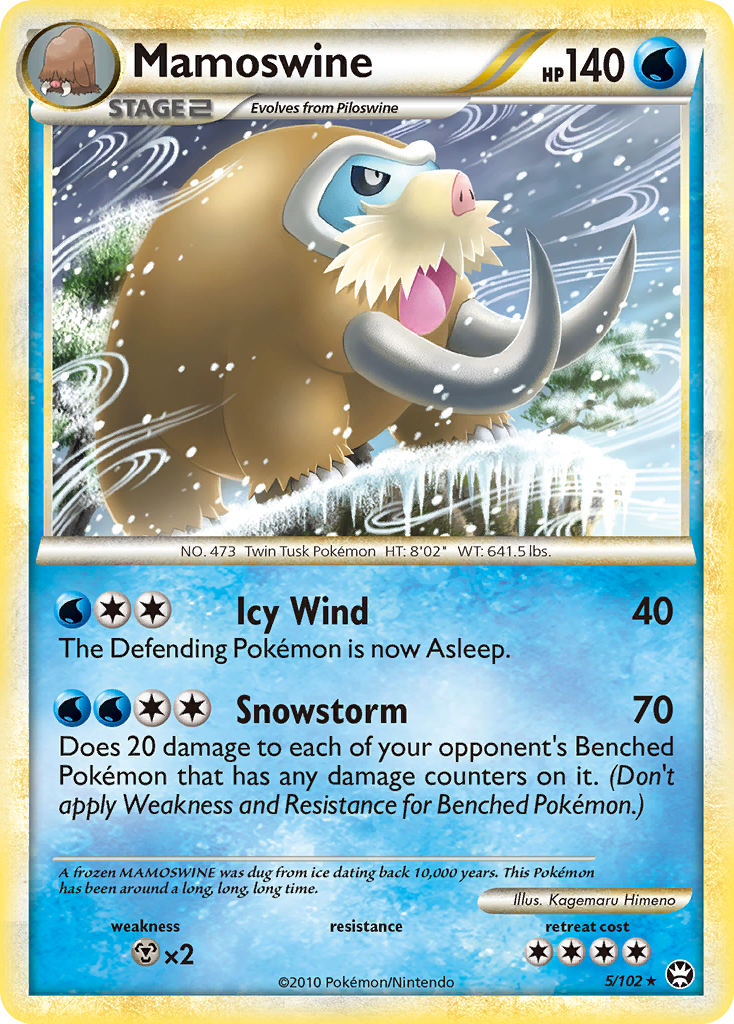 Mamoswine
HP140
STAGE2
Evolves from Piloswine
NO. 473 Twin Tusk Pokémon HT: 8'02" WT: 641.5 lbs.
Icy Wind 40
The Defending Pokémon is now Asleep.
Snowstorm 70
Does 20 damage to each of your opponent's Benched
Pokémon that has any damage counters on it. (Don't
apply Weakness and Resistance for Benched Pokémon.)
A frozen MAMOSWINE was dug from ice dating back 10,000 years. This Pokémon
has been around a long, long, long time.
Illus. Kagemaru Himeno
weakness resistance retreat cost
×2
©2010 Pokémon/Nintendo
5/102 ★